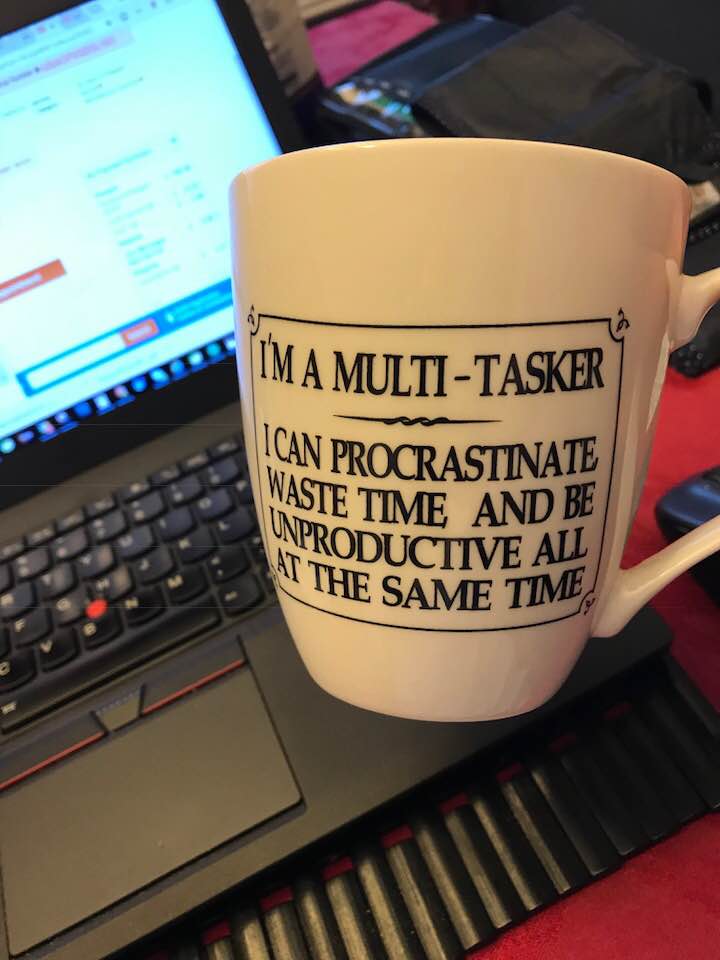 I'M A MULTI-TASKER
I CAN PROCRASTINATE
WASTE TIME, AND BE
UNPRODUCTIVE ALL
AT THE SAME TIME